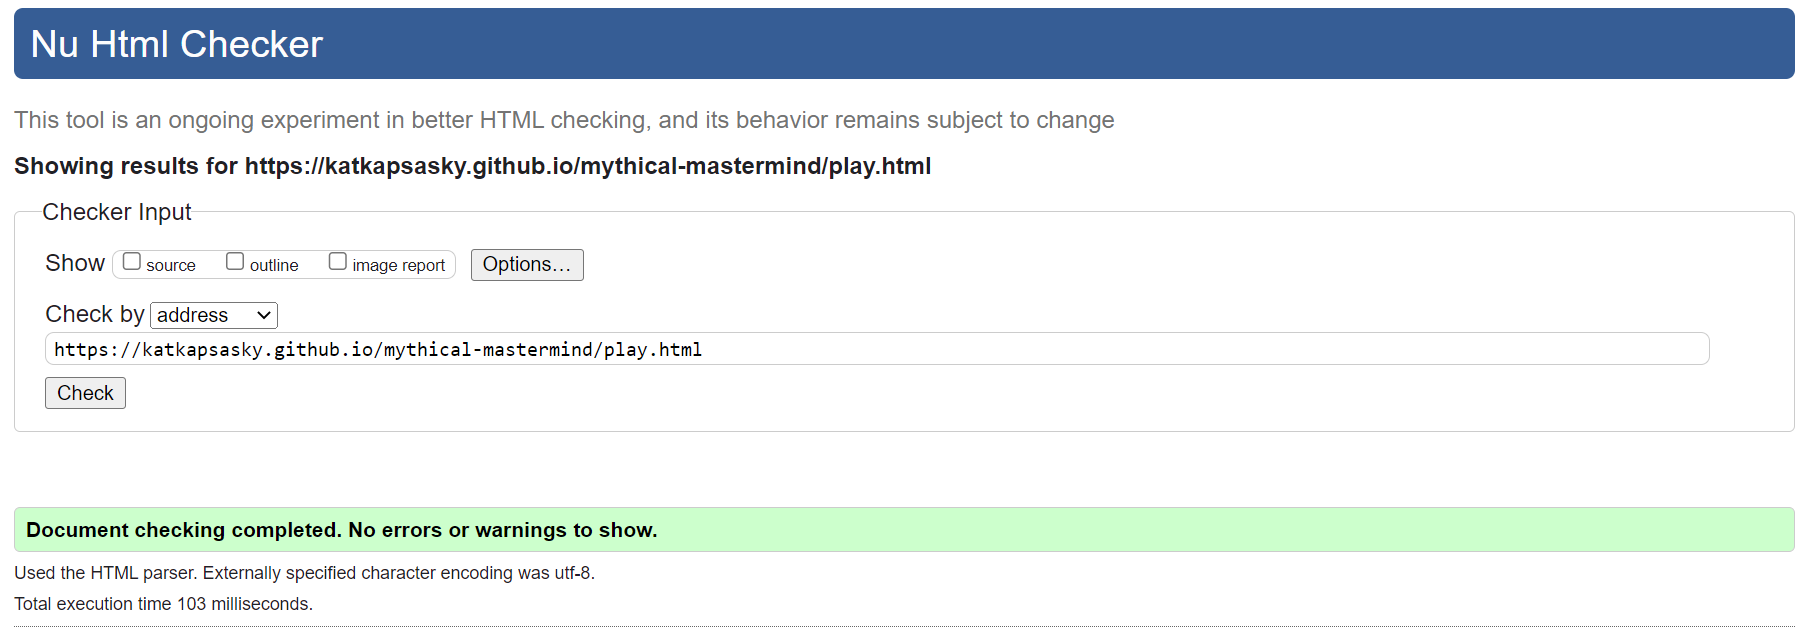 Nu Html Checker
This tool is an ongoing experiment in better HTML checking, and its behavior remains subject to change
Showing results for https://katkapsasky.github.io/mythical-mastermind/play.html
Checker Input
Show source outline image report Options...
Check by address
https://katkapsasky.github.io/mythical-mastermind/play.html
Check
Document checking completed. No errors or warnings to show.
Used the HTML parser. Externally specified character encoding was utf-8.
Total execution time 103 milliseconds.